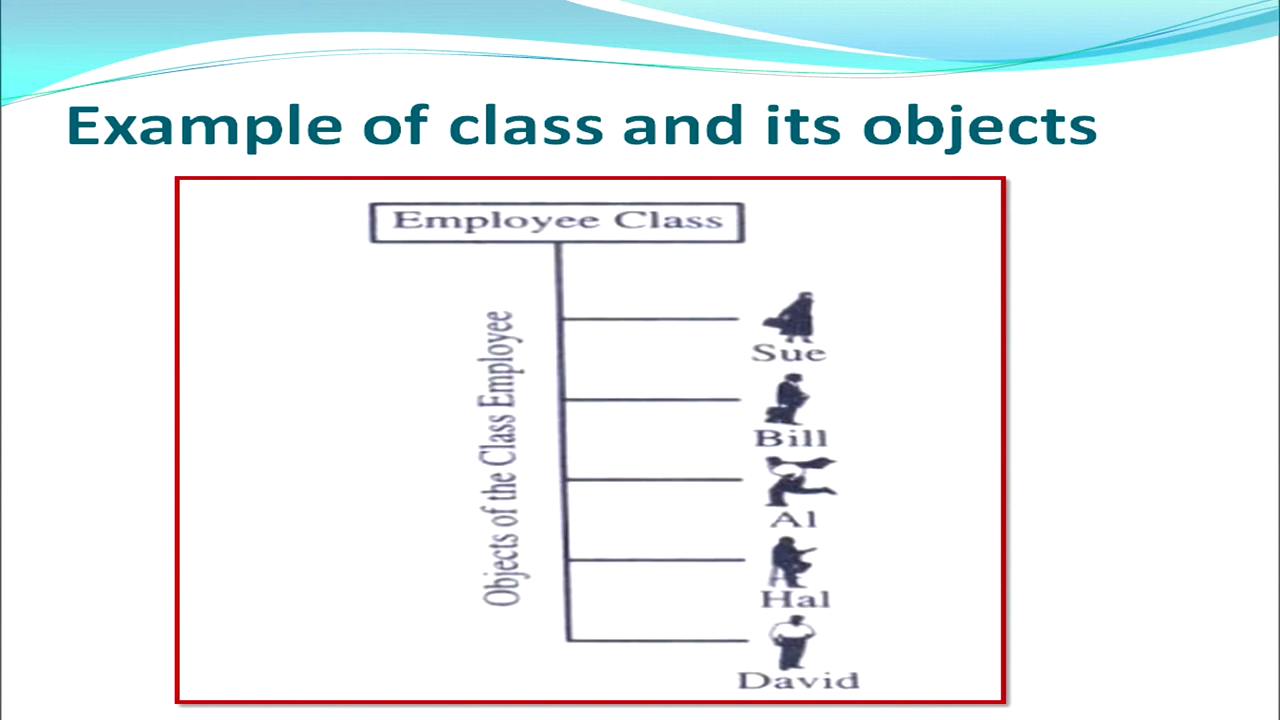 Example of class and its objects
Employee Class
Objects of the Class Employee
Sue
Bill
Al
Hal
David